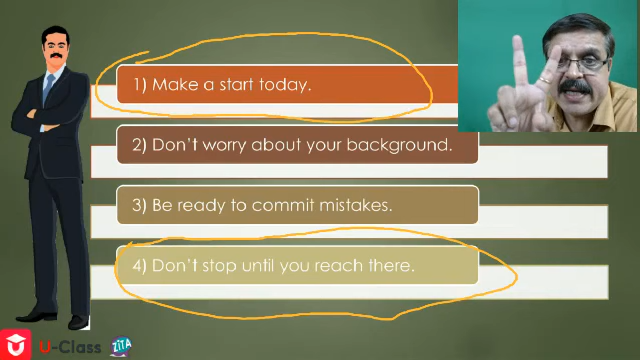 1) Make a start today.
2) Don't worry about your background.
3) Be ready to commit mistakes.
4) Don't stop until you reach there.
U-Class ZITA